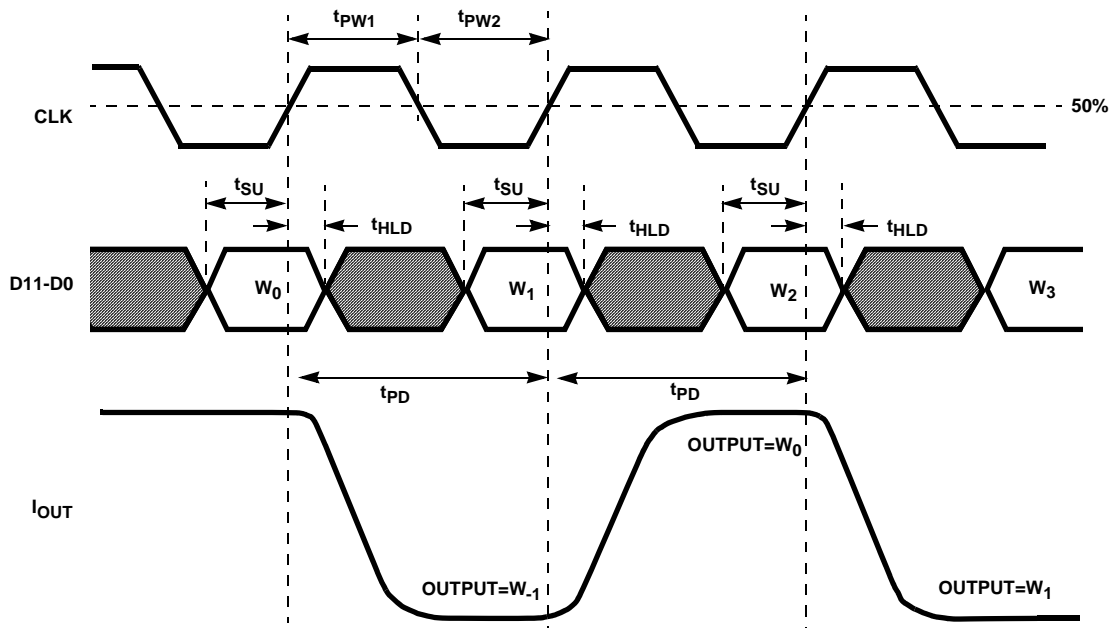 tPW1 tPW2
CLK
50%
tSU tSU tSU
tHLD tHLD tHLD
D11-D0
W0 W1 W2 W3
tPD tPD
OUTPUT=W0
IOUT
OUTPUT=W-1 OUTPUT=W1